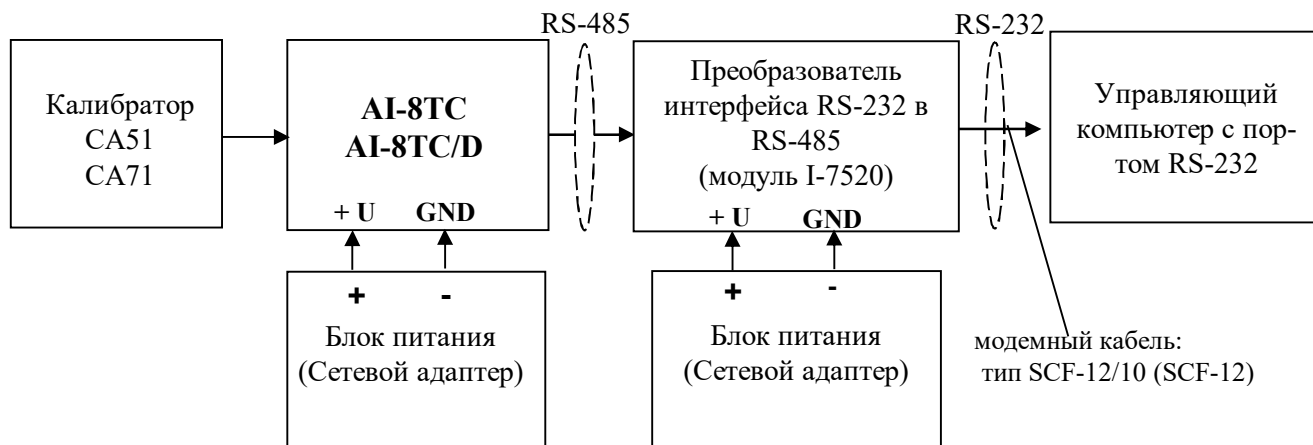 RS-485
RS-232
Калибратор
СА51
СА71
AI-8TC
AI-8TC/D
+ U GND
Преобразователь
интерфейса RS-232 в
RS-485
(модуль I-7520)
+ U GND
Управляющий
компьютер с пор-
том RS-232
+ -
Блок питания
(Сетевой адаптер)
+ -
Блок питания
(Сетевой адаптер)
модемный кабель:
тип SCF-12/10 (SCF-12)